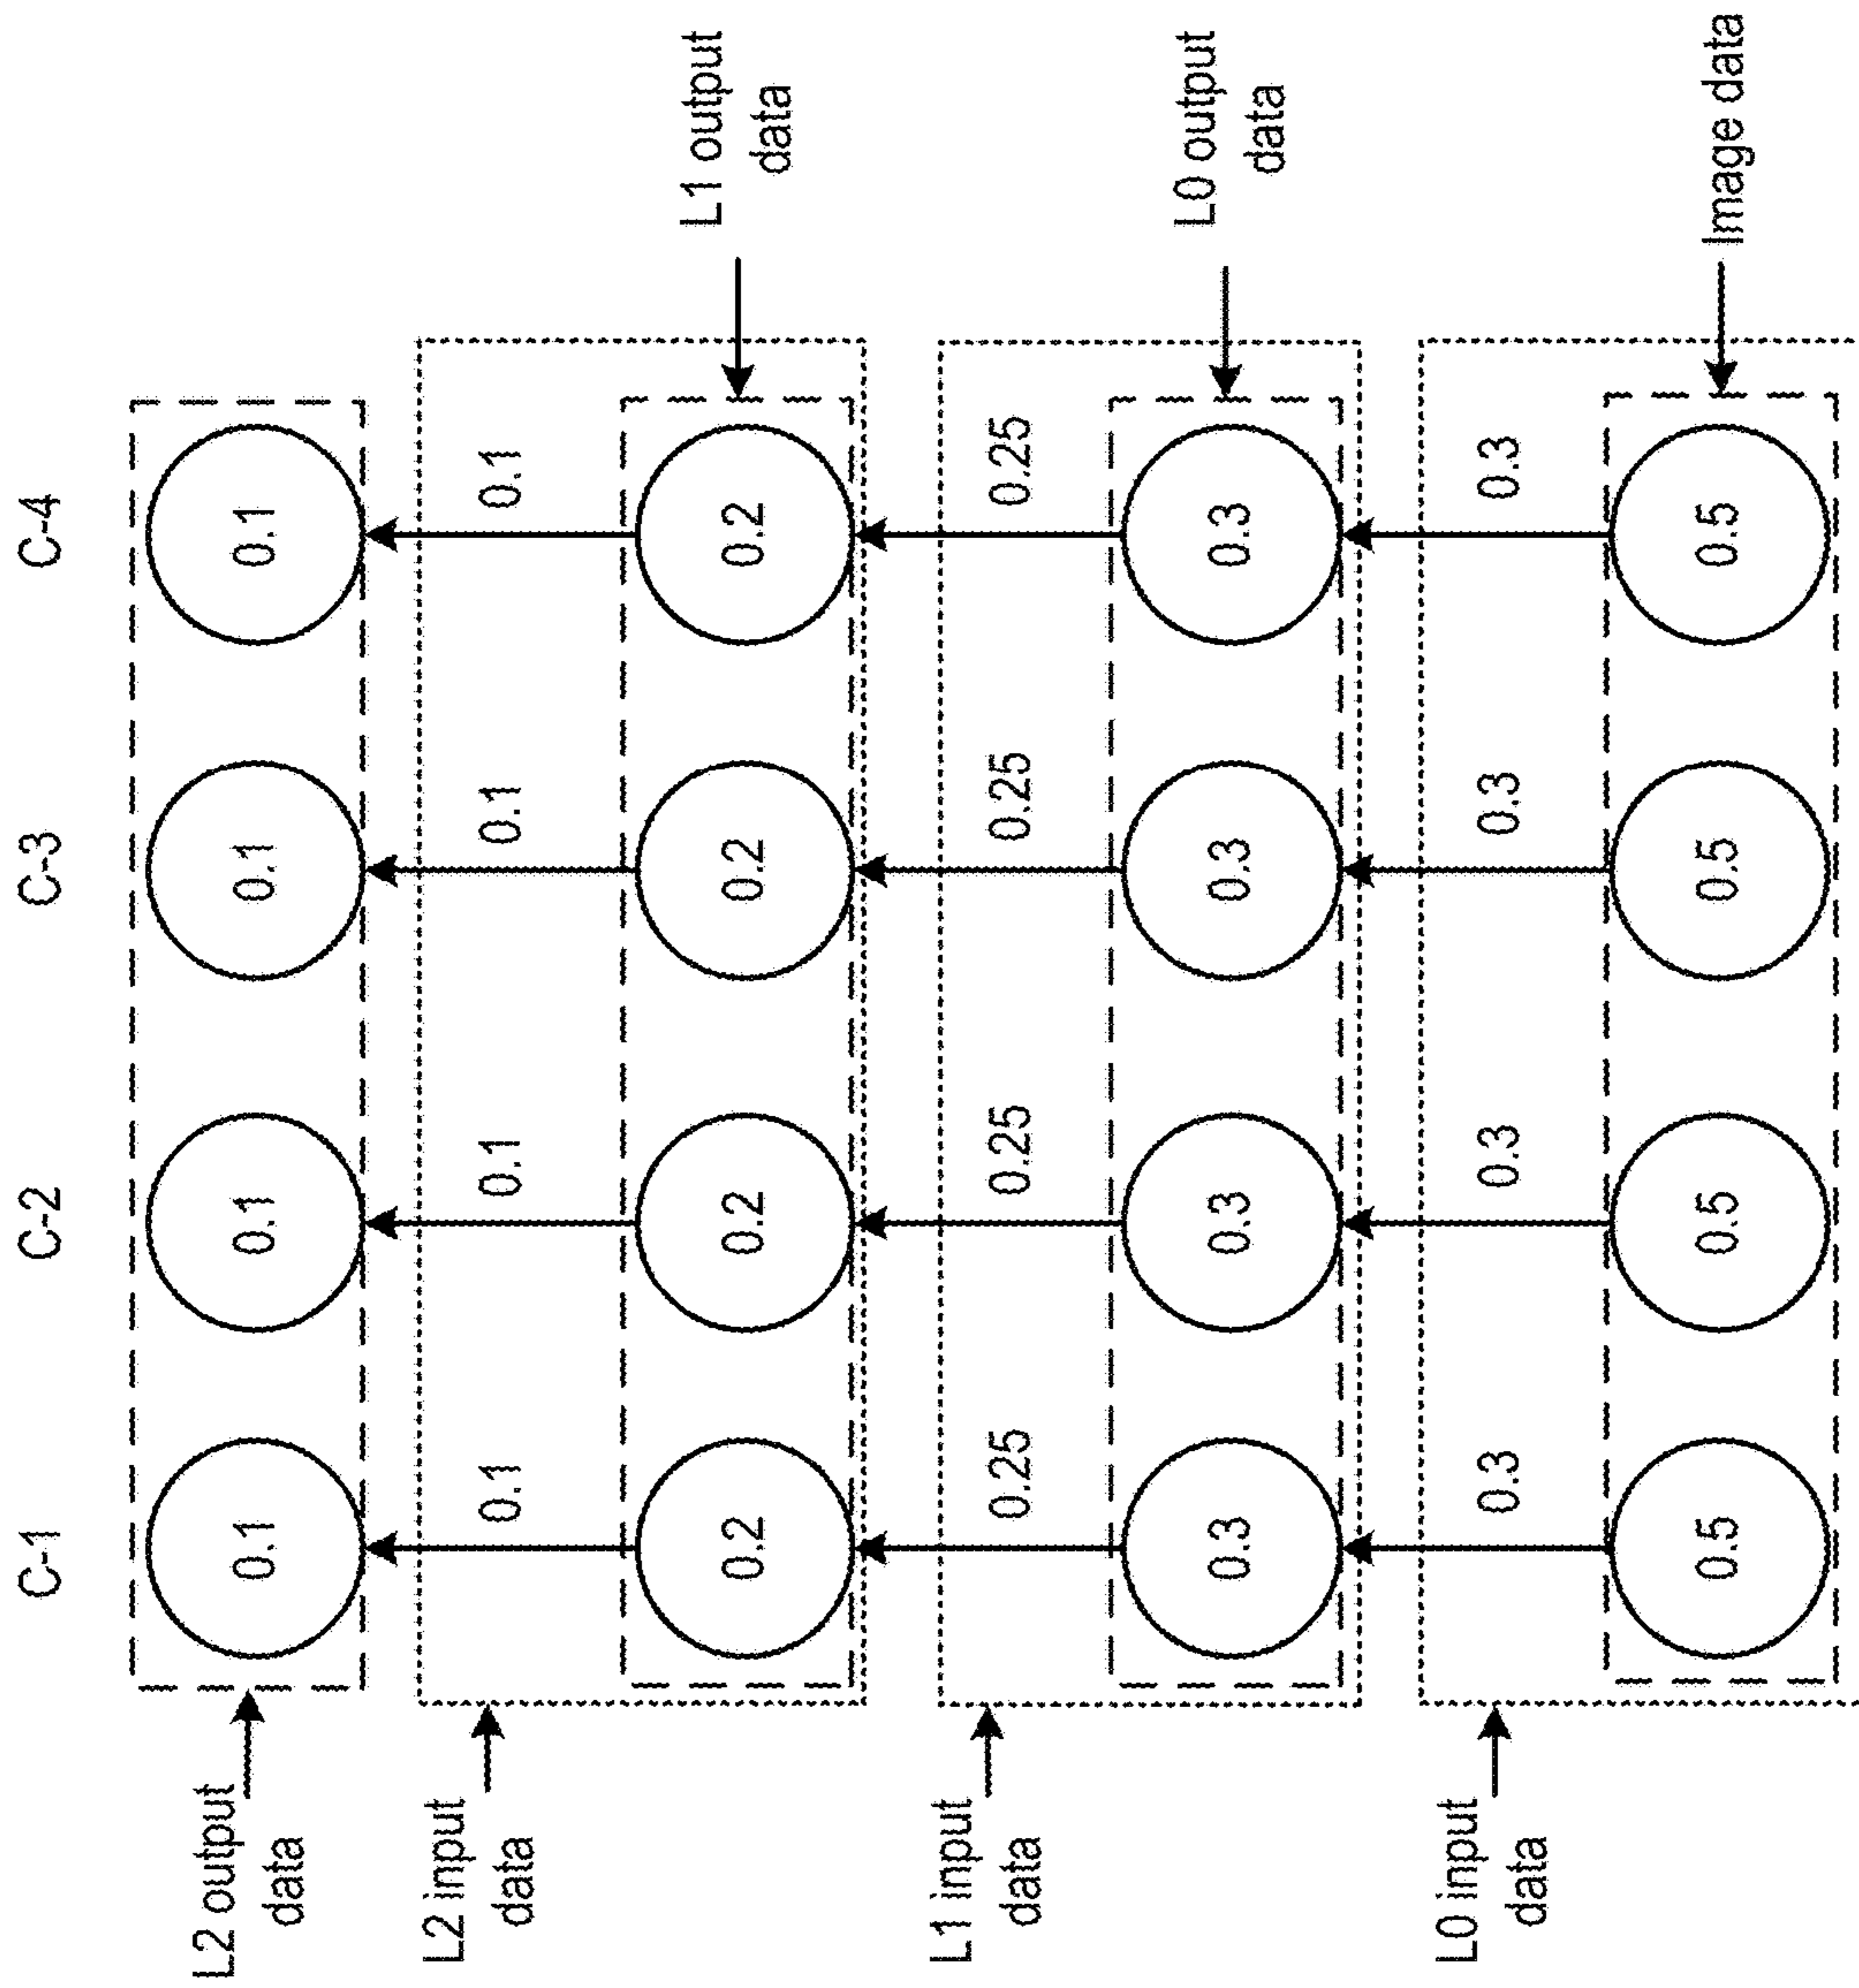 C-1 C-2 C-3 C-4
L2 output
data
0.1 0.1 0.1 0.1
L2 input
data
0.1 0.1 0.1 0.1
0.2 0.2 0.2 0.2
L1 output
data
L1 input
data
0.25 0.25 0.25 0.25
0.3 0.3 0.3 0.3
L0 output
data
L0 input
data
0.3 0.3 0.3 0.3
0.5 0.5 0.5 0.5
Image data